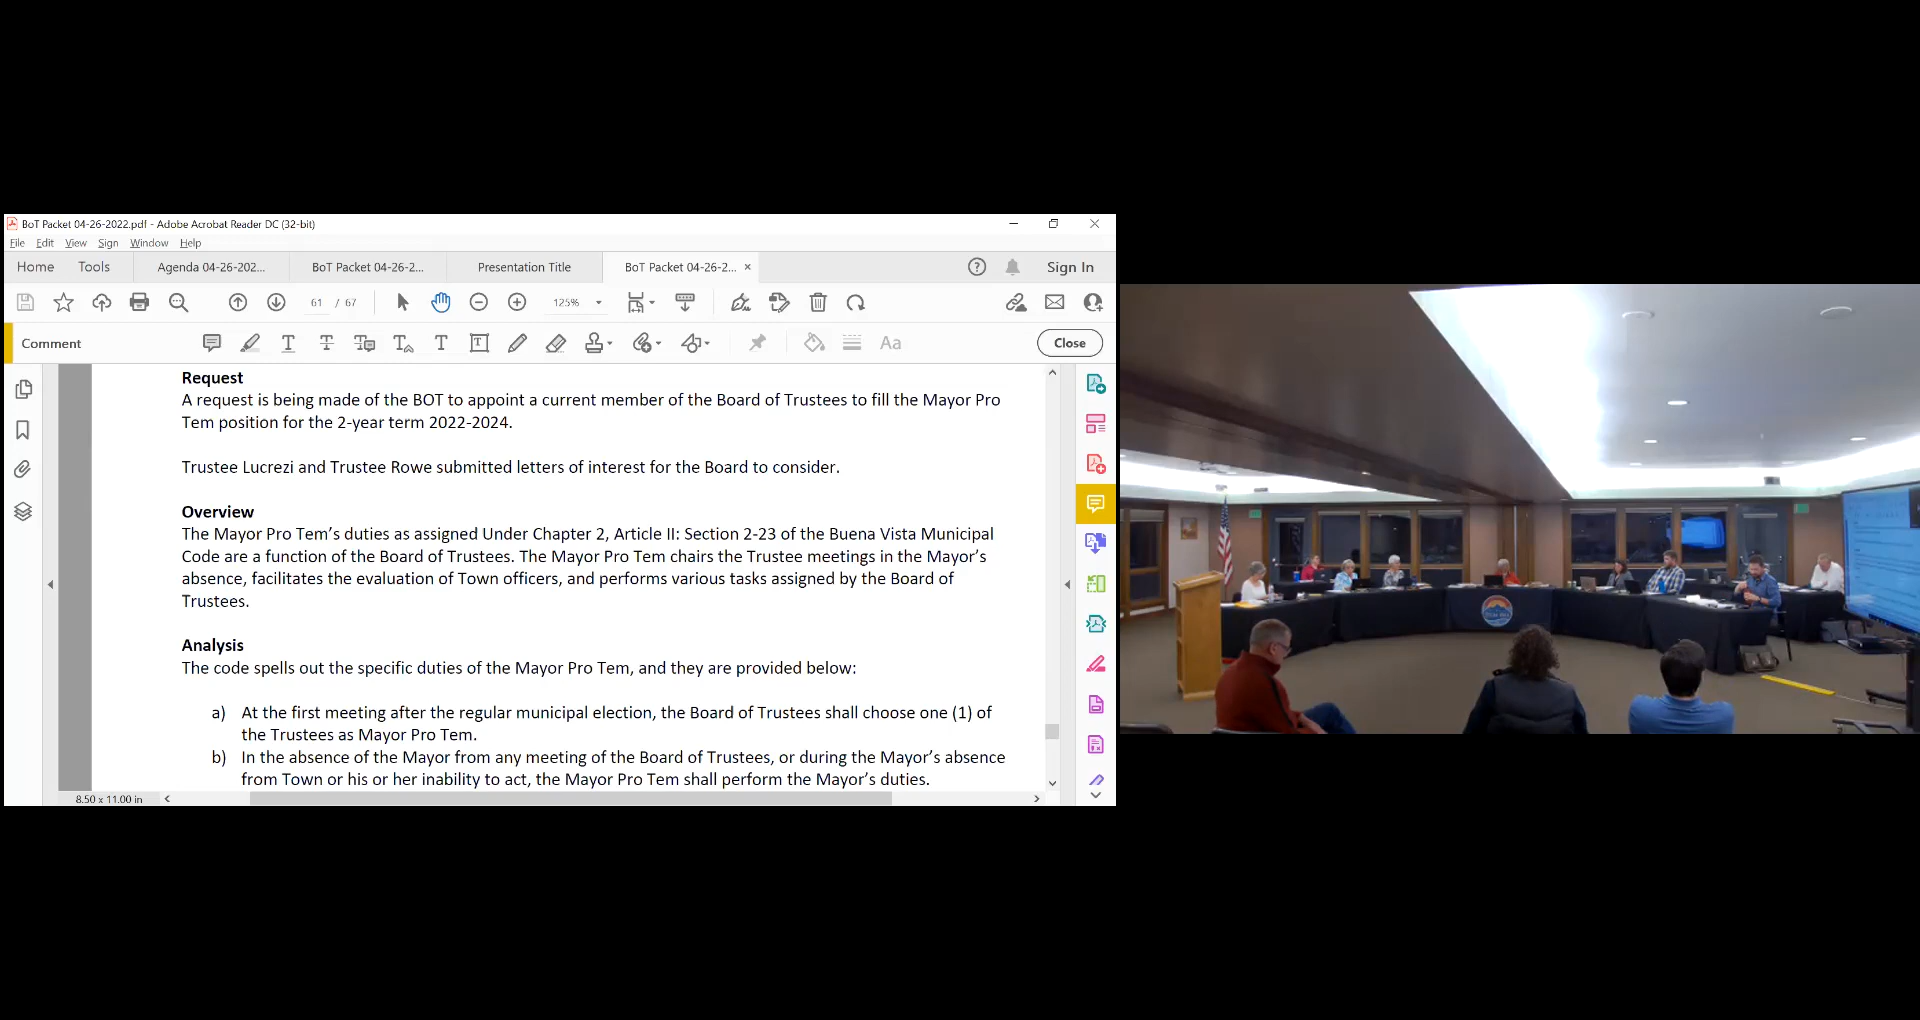 BoT Packet 04-26-2022.pdf - Adobe Acrobat Reader DC (32-bit)
File Edit View Sign Window Help
Home Tools Agenda 04-26-202... BoT Packet 04-26-2... Presentation Title BoT Packet 04-26-2... Sign In
61 / 67 125%
Comment Aa Close
Request
A request is being made of the BOT to appoint a current member of the Board of Trustees to fill the Mayor Pro
Tem position for the 2-year term 2022-2024.
Trustee Lucrezi and Trustee Rowe submitted letters of interest for the Board to consider.
Overview
The Mayor Pro Tem's duties as assigned Under Chapter 2, Article II: Section 2-23 of the Buena Vista Municipal
Code are a function of the Board of Trustees. The Mayor Pro Tem chairs the Trustee meetings in the Mayor's
absence, facilitates the evaluation of Town officers, and performs various tasks assigned by the Board of
Trustees.
Analysis
The code spells out the specific duties of the Mayor Pro Tem, and they are provided below:
a) At the first meeting after the regular municipal election, the Board of Trustees shall choose one (1) of
the Trustees as Mayor Pro Tem.
b) In the absence of the Mayor from any meeting of the Board of Trustees, or during the Mayor's absence
from Town or his or her inability to act, the Mayor Pro Tem shall perform the Mayor's duties.
8.50 x 11.00 in